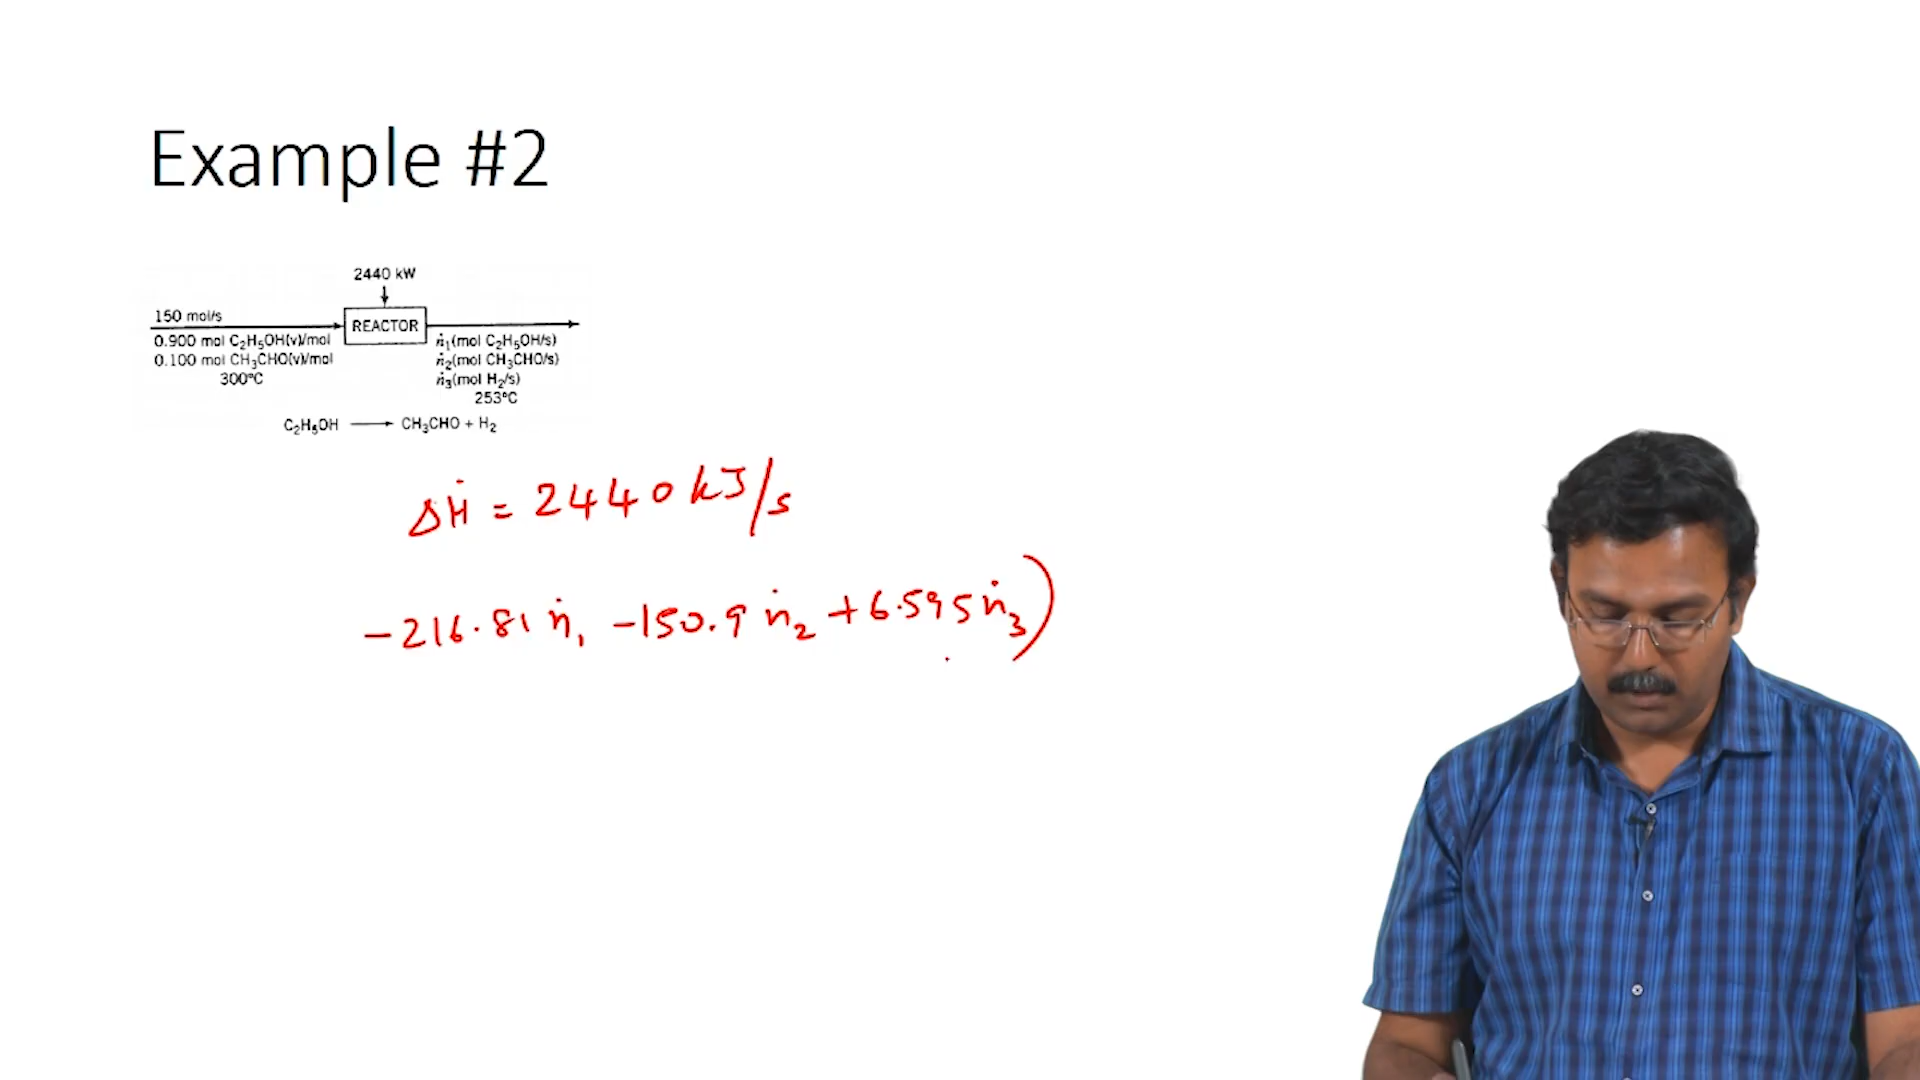 Example #2
2440 kW
150 mol/s
REACTOR
0.900 mol C₂H₅OH(v)/mol
0.100 mol CH₃CHO(v)/mol
300°C
ṅ₁(mol C₂H₅OH/s)
ṅ₂(mol CH₃CHO/s)
ṅ₃(mol H₂/s)
253°C
C₂H₅OH ⟶ CH₃CHO + H₂
ΔḢ = 2440 kJ/s
-216.81 ṅ₁ -150.9 ṅ₂ +6.595 ṅ₃)